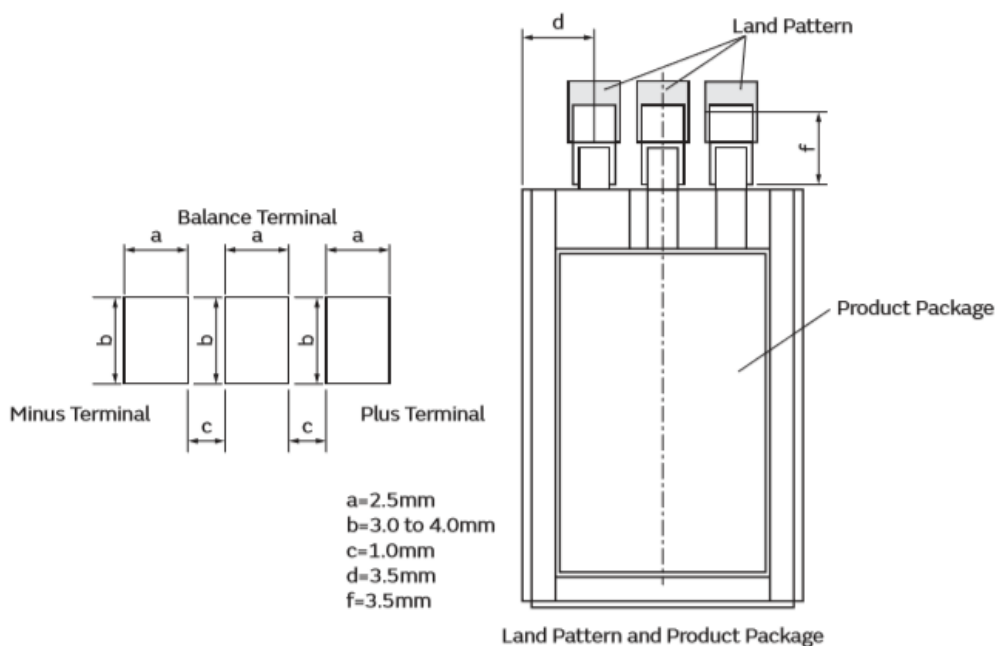 d
Land Pattern
f
Balance Terminal
a
a
a
b
b
b
Product Package
Minus Terminal
Plus Terminal
c
c
a=2.5mm
b=3.0 to 4.0mm
c=1.0mm
d=3.5mm
f=3.5mm
Land Pattern and Product Package